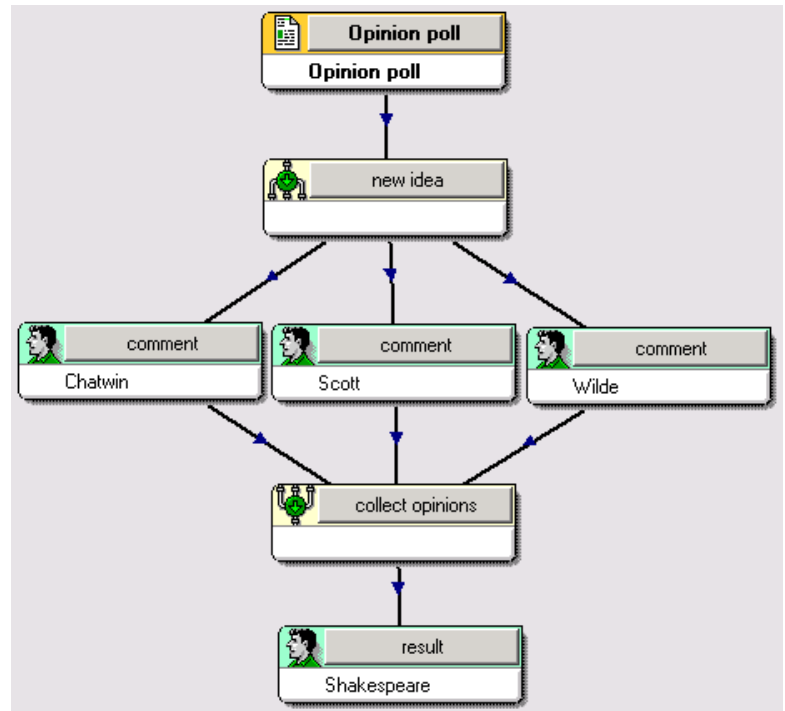 Opinion poll
Opinion poll
new idea
comment
comment
comment
Chatwin
Scott
Wilde
collect opinions
result
Shakespeare